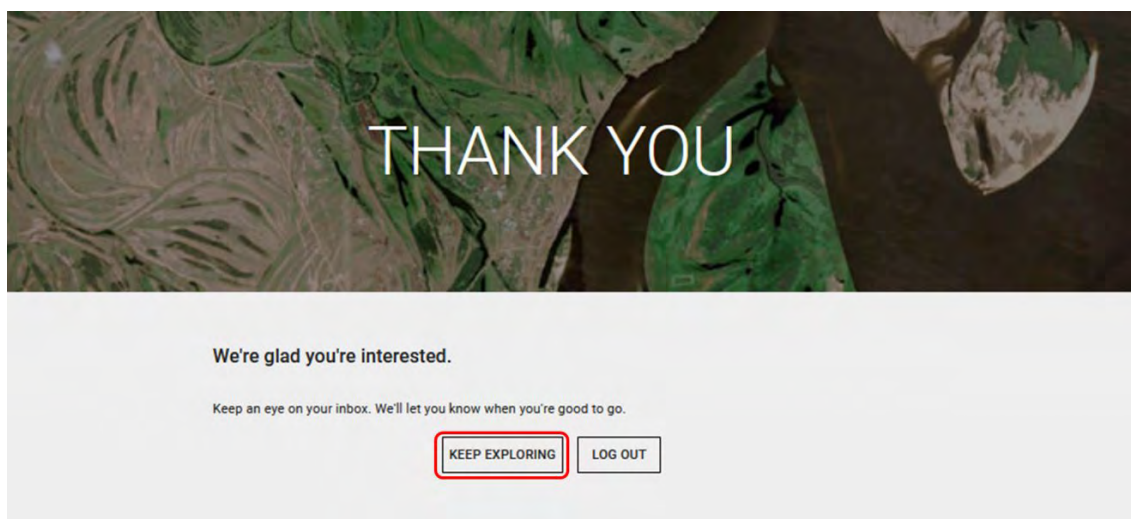 THANK YOU
We're glad you're interested.
Keep an eye on your inbox. We'll let you know when you're good to go.
KEEP EXPLORING
LOG OUT